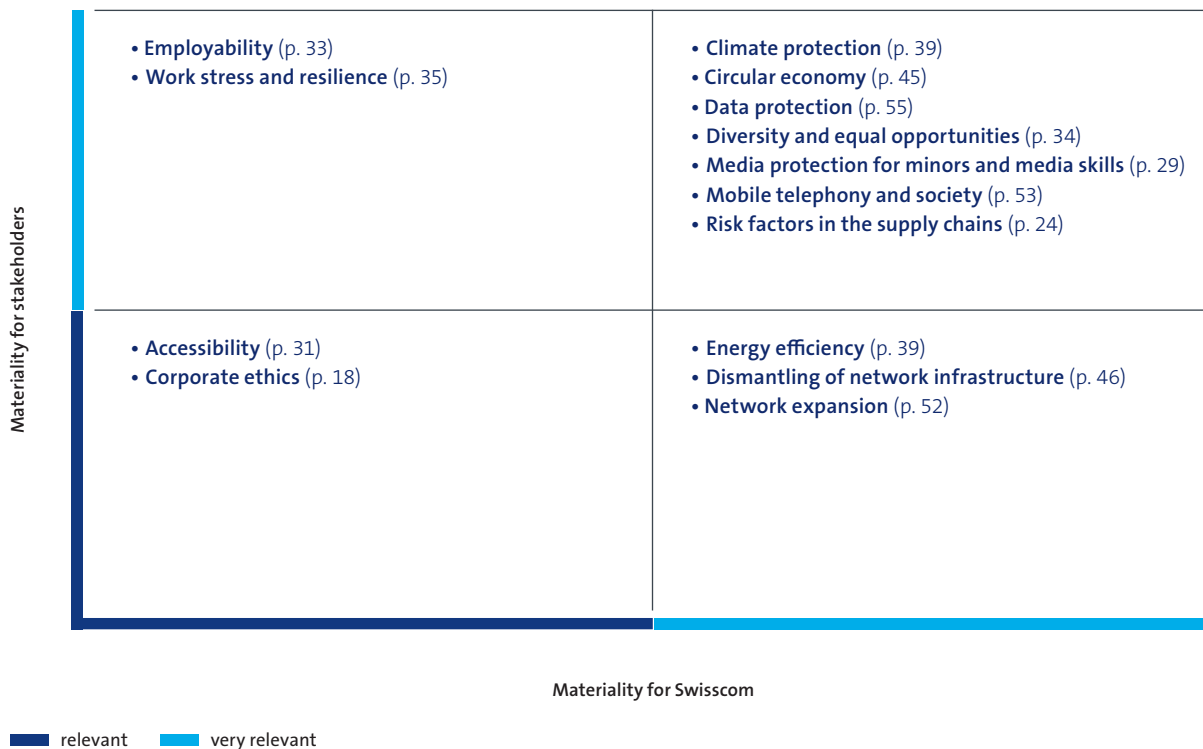 Materiality for stakeholders
• Employability (p. 33)
• Work stress and resilience (p. 35)
• Climate protection (p. 39)
• Circular economy (p. 45)
• Data protection (p. 55)
• Diversity and equal opportunities (p. 34)
• Media protection for minors and media skills (p. 29)
• Mobile telephony and society (p. 53)
• Risk factors in the supply chains (p. 24)
• Accessibility (p. 31)
• Corporate ethics (p. 18)
• Energy efficiency (p. 39)
• Dismantling of network infrastructure (p. 46)
• Network expansion (p. 52)
Materiality for Swisscom
relevant
very relevant